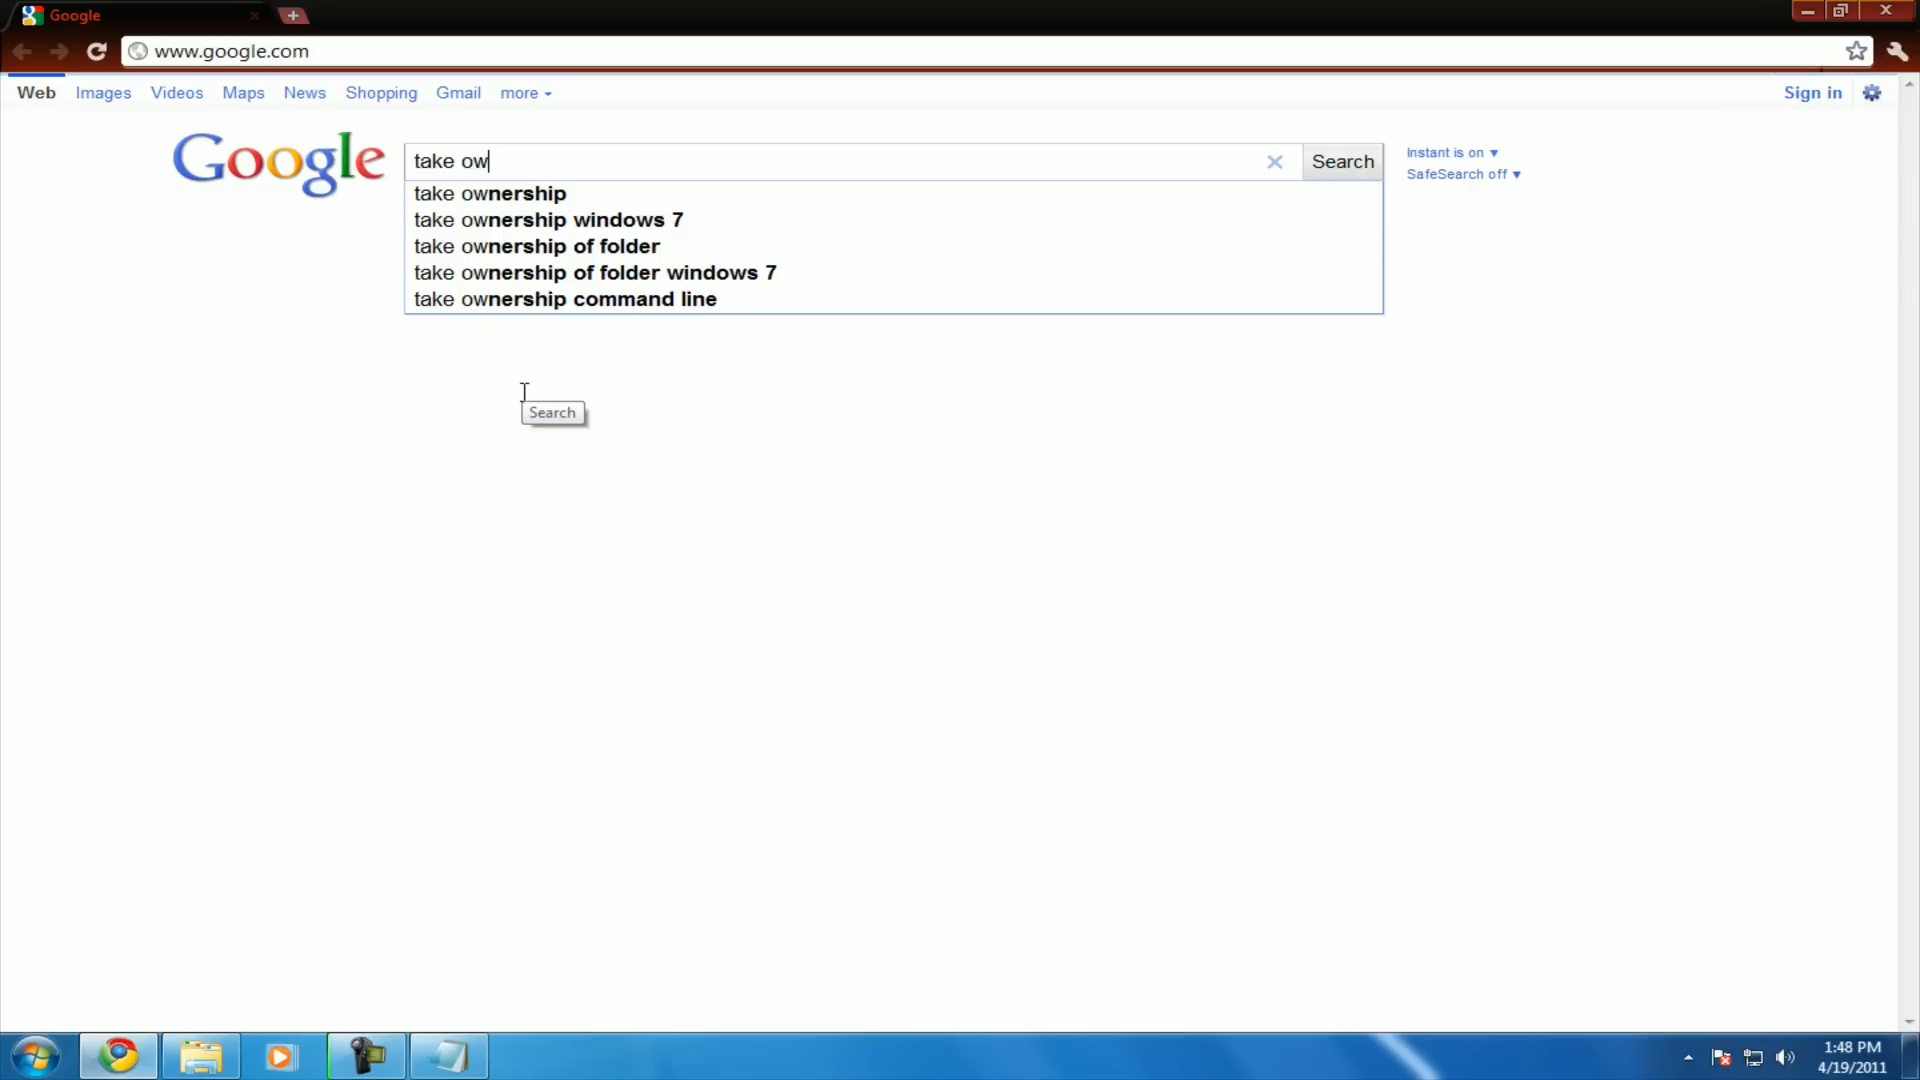 Google
www.google.com
Web Images Videos Maps News Shopping Gmail more Sign in
Google
take ow
Search
Instant is on
SafeSearch off
take ownership
take ownership windows 7
take ownership of folder
take ownership of folder windows 7
take ownership command line
Search
1:48 PM
4/19/2011